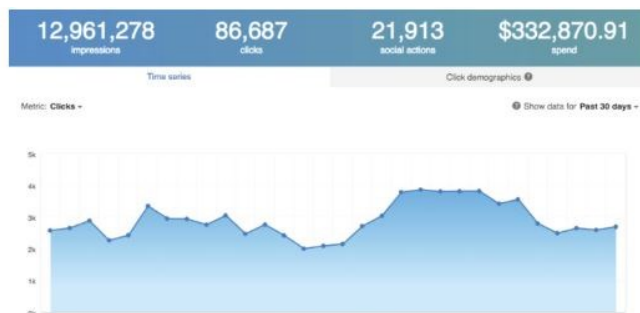 12,961,278 86,687 21,913 $332,870.91
impressions clicks social actions spend
Time series Click demographics
Metric: Clicks Show data for Past 30 days
5k
4k
3k
2k
1k